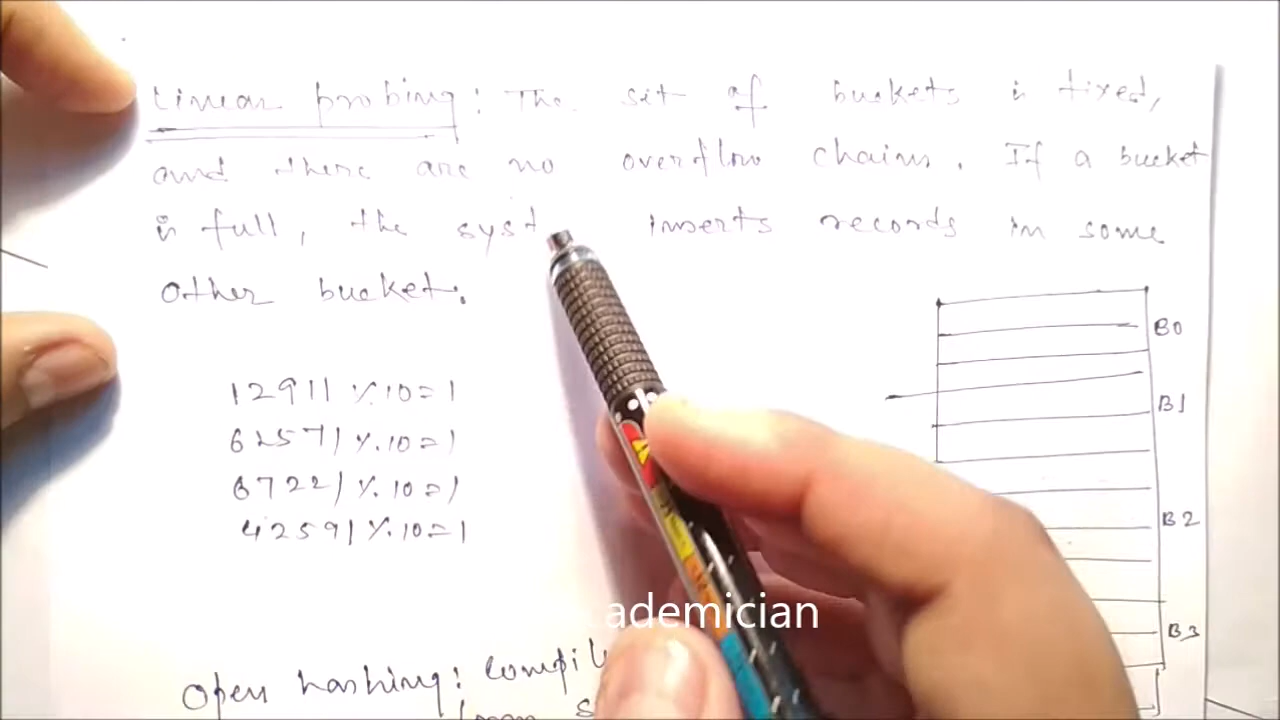 Linear probing: The set of buckets is fixed,
and there are no overflow chains. If a bucket
is full, the syst inserts records in some
other bucket.
12911 % 10 = 1
62571 % 10 = 1
67221 % 10 = 1
42591 % 10 = 1
B0
B1
B2
B3
ademician
Open hashing: compil